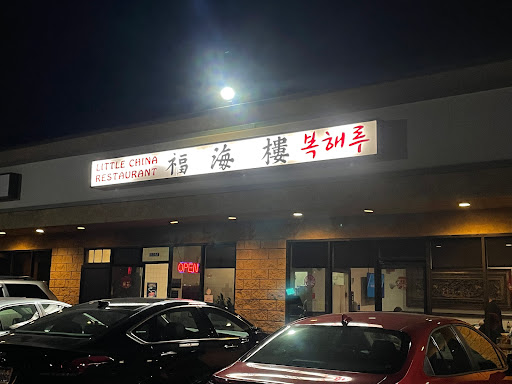 LITTLE CHINA
RESTAURANT
福海樓
복해루
OPEN